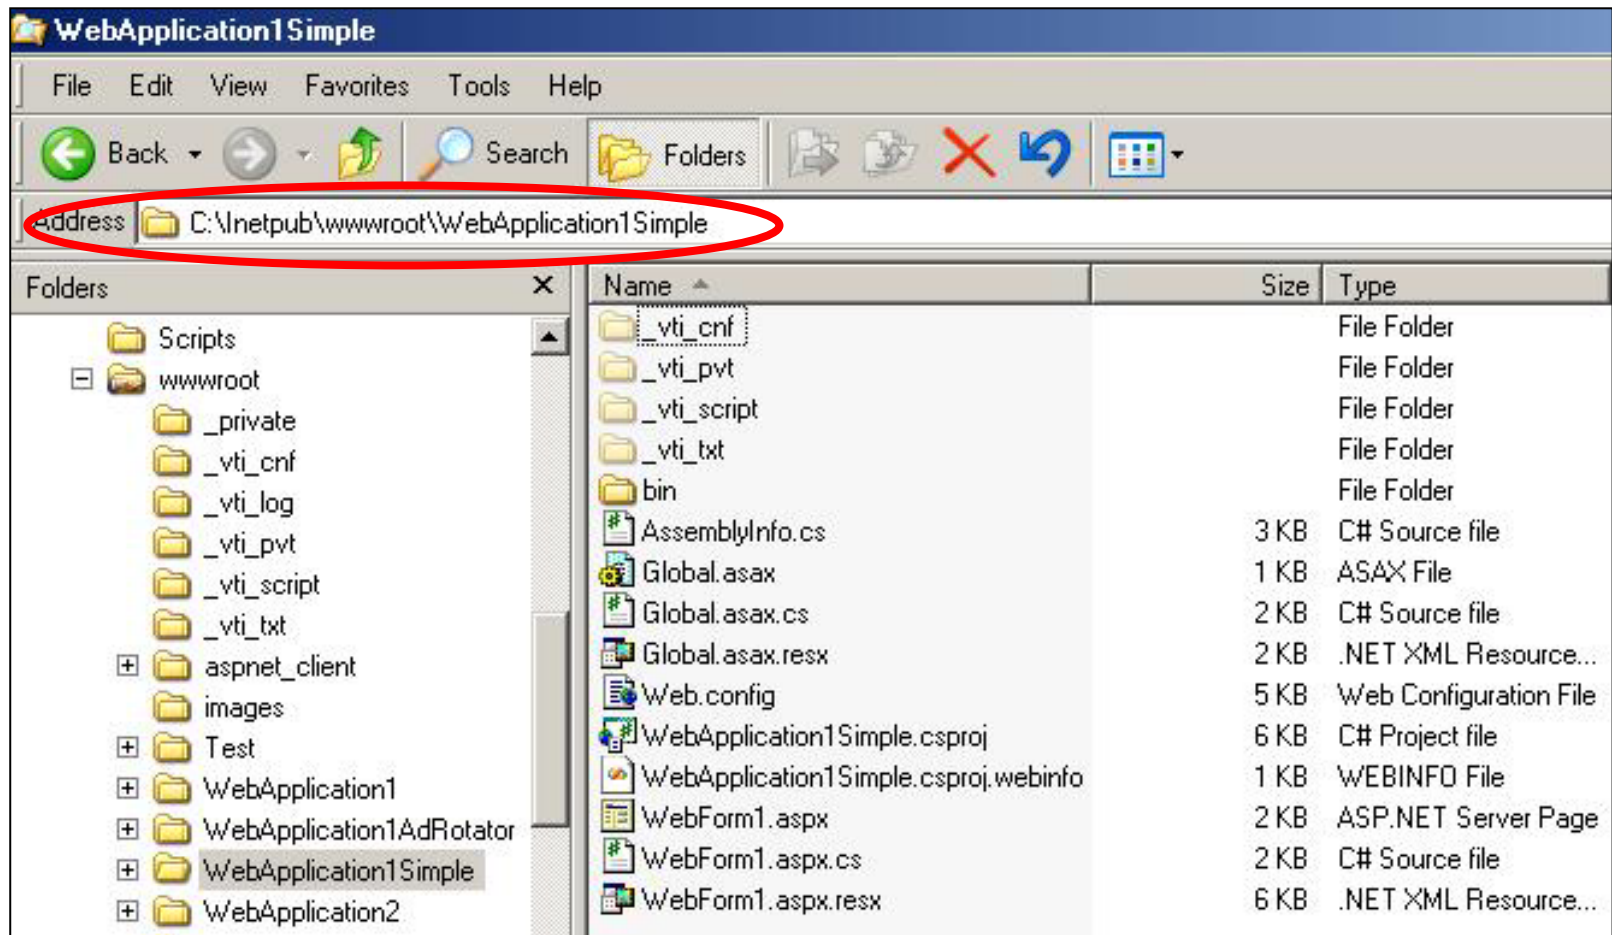 WebApplication1Simple
File Edit View Favorites Tools Help
Back Search Folders
Address C:\Inetpub\wwwroot\WebApplication1Simple
Folders
Scripts
wwwroot
_private
_vti_cnf
_vti_log
_vti_pvt
_vti_script
_vti_txt
aspnet_client
images
Test
WebApplication1
WebApplication1AdRotator
WebApplication1Simple
WebApplication2
Name Size Type
_vti_cnf File Folder
_vti_pvt File Folder
_vti_script File Folder
_vti_txt File Folder
bin File Folder
AssemblyInfo.cs 3 KB C# Source file
Global.asax 1 KB ASAX File
Global.asax.cs 2 KB C# Source file
Global.asax.resx 2 KB .NET XML Resource...
Web.config 5 KB Web Configuration File
WebApplication1Simple.csproj 6 KB C# Project file
WebApplication1Simple.csproj.webinfo 1 KB WEBINFO File
WebForm1.aspx 2 KB ASP.NET Server Page
WebForm1.aspx.cs 2 KB C# Source file
WebForm1.aspx.resx 6 KB .NET XML Resource...